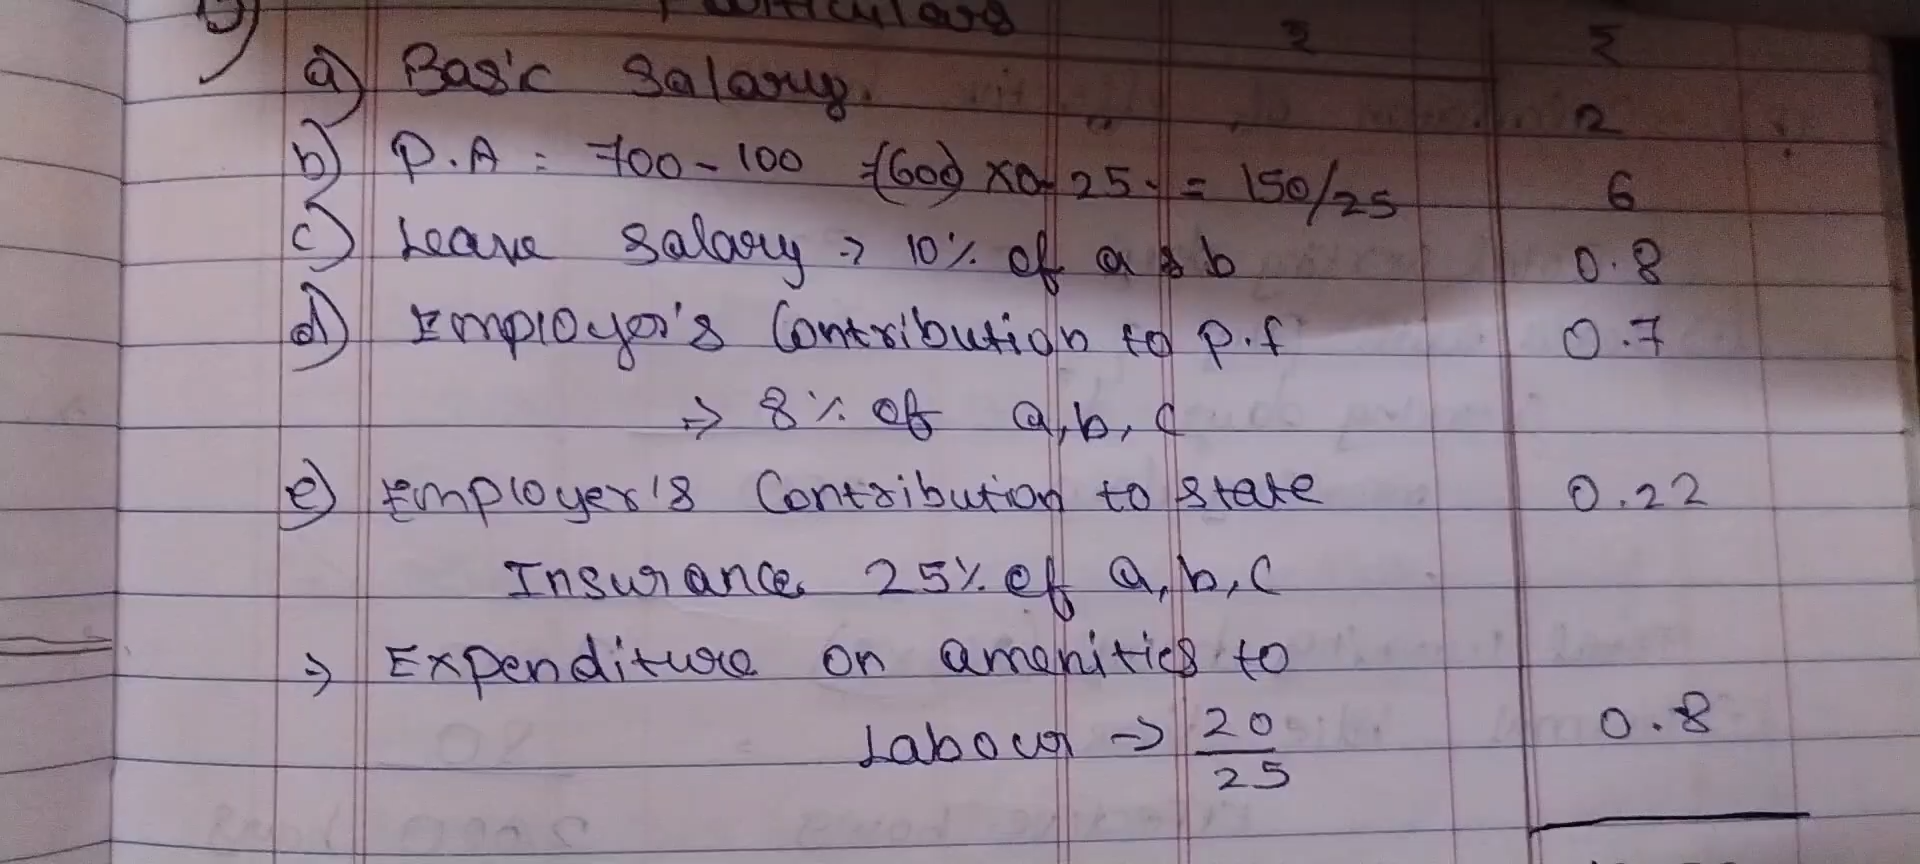 Particulars ₹ ₹
a) Basic Salary. 2
b) P.A = 700 - 100 =(600) x 0.25 = 150/25 6
c) Leave Salary → 10% of a & b 0.8
d) Employer's Contribution to p.f 0.7
⇒ 8% of a, b, c
e) Employer's Contribution to state 0.22
Insurance 25% of a, b, c
⇒ Expenditure on amenities to
Labour → 20/25 0.8